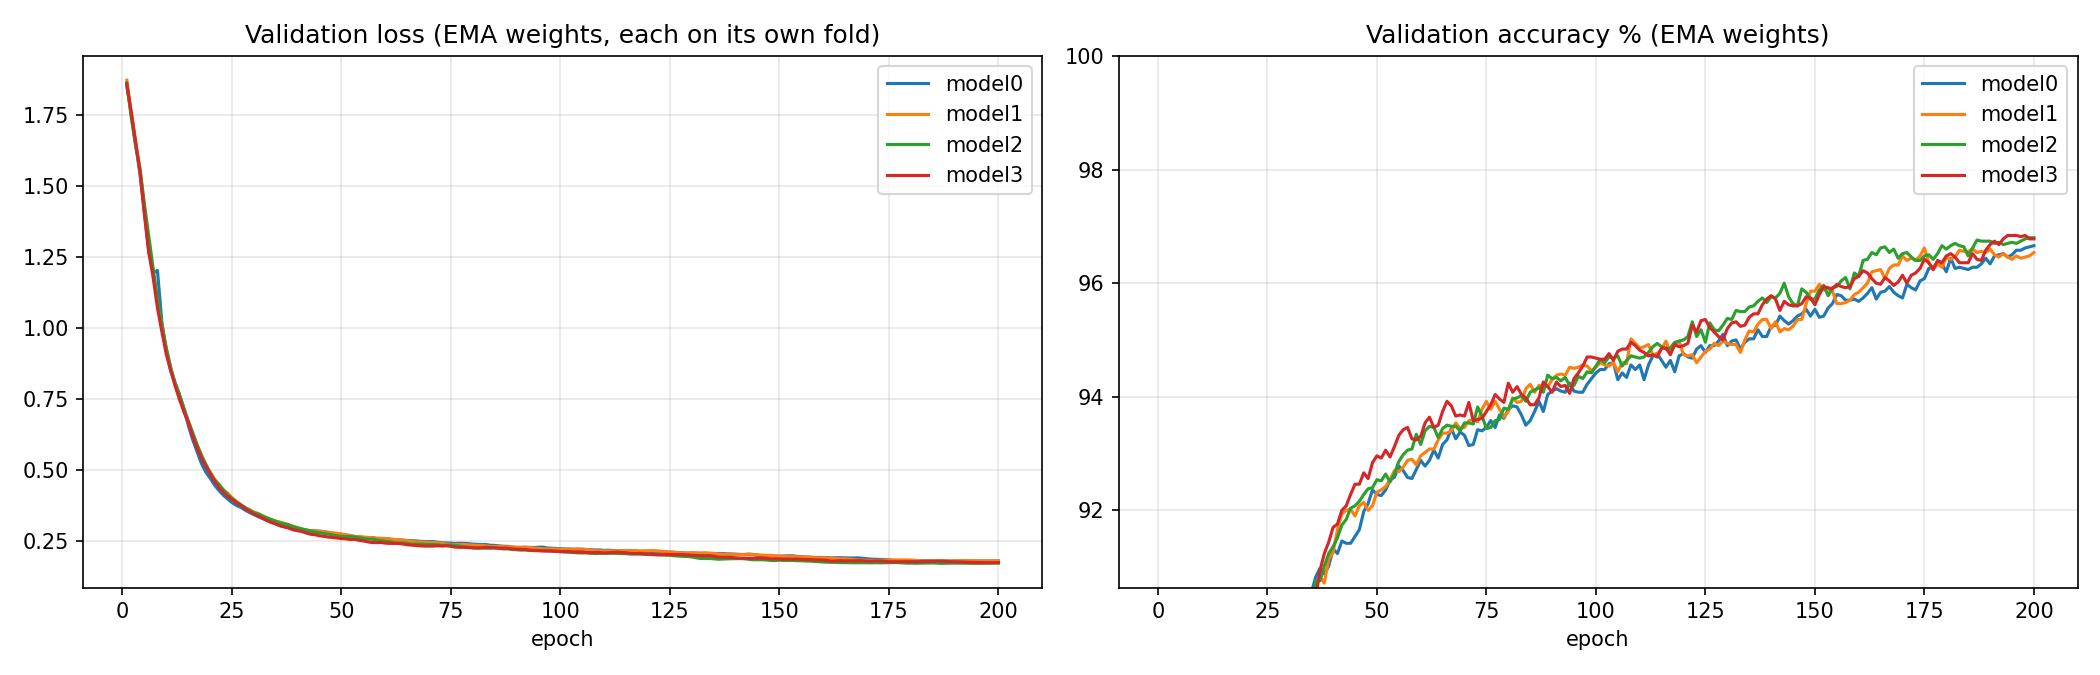 Validation loss (EMA weights, each on its own fold)
model0
model1
model2
model3
1.75
1.50
1.25
1.00
0.75
0.50
0.25
0 25 50 75 100 125 150 175 200
epoch
Validation accuracy % (EMA weights)
model0
model1
model2
model3
100
98
96
94
92
0 25 50 75 100 125 150 175 200
epoch